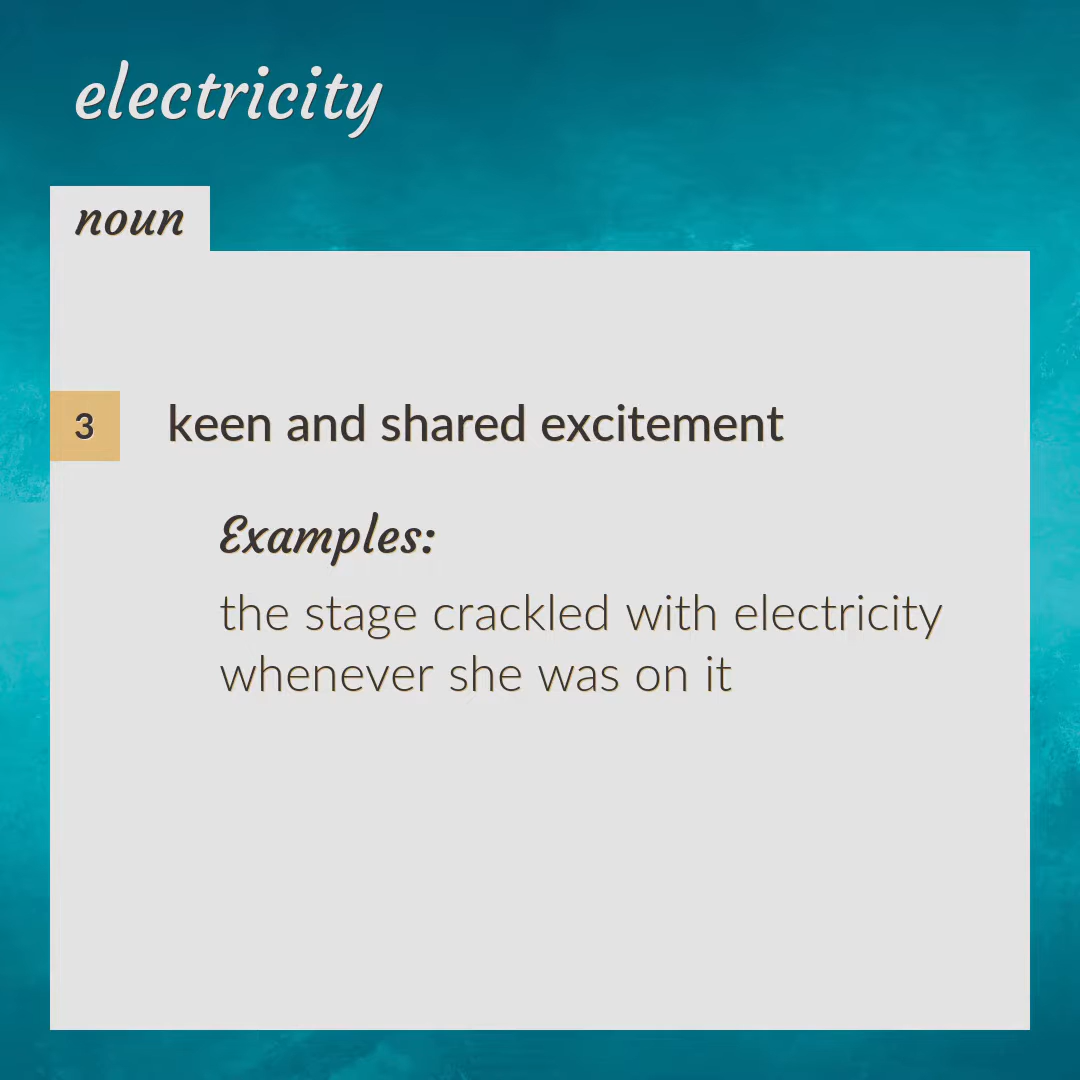 electricity
noun
3
keen and shared excitement
Examples:
the stage crackled with electricity
whenever she was on it